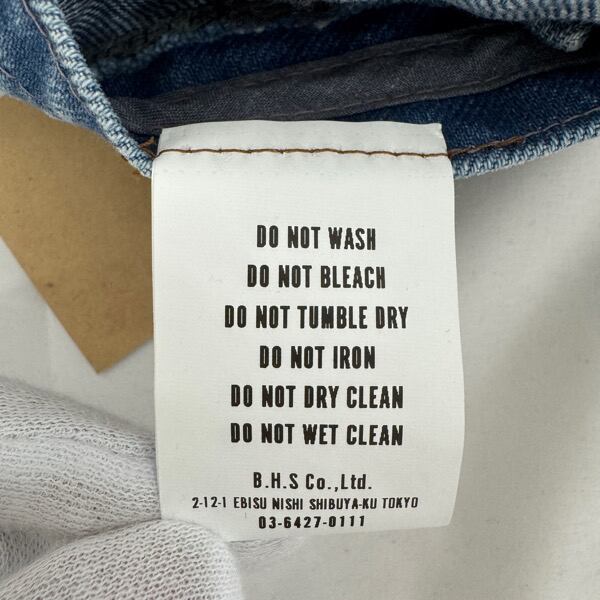 DO NOT WASH
DO NOT BLEACH
DO NOT TUMBLE DRY
DO NOT IRON
DO NOT DRY CLEAN
DO NOT WET CLEAN
B.H.S Co.,Ltd.
2-12-1 EBISU NISHI SHIBUYA-KU TOKYO
03-6427-0111